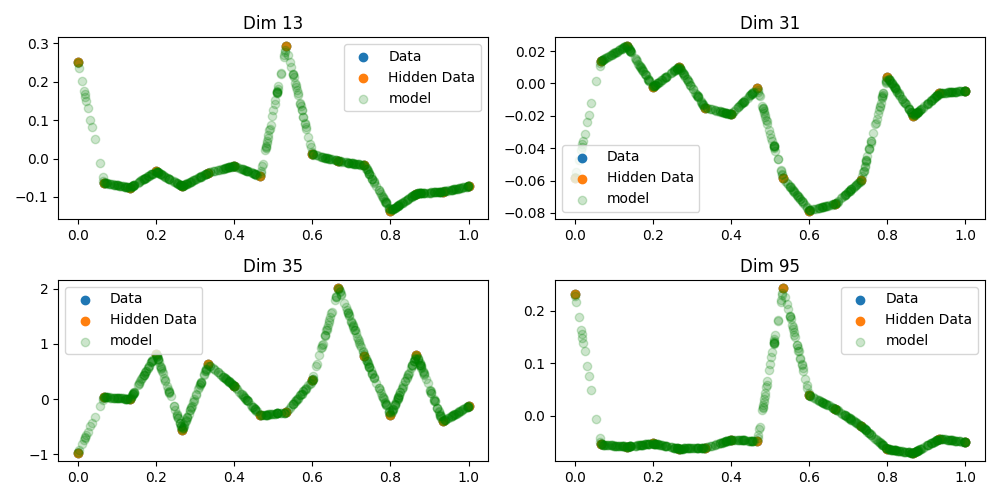 Dim 13
0.3
0.2
0.1
0.0
−0.1
0.0 0.2 0.4 0.6 0.8 1.0
Data
Hidden Data
model
Dim 31
0.02
0.00
−0.02
−0.04
−0.06
−0.08
0.0 0.2 0.4 0.6 0.8 1.0
Data
Hidden Data
model
Dim 35
2
1
0
−1
0.0 0.2 0.4 0.6 0.8 1.0
Data
Hidden Data
model
Dim 95
0.2
0.1
0.0
0.0 0.2 0.4 0.6 0.8 1.0
Data
Hidden Data
model